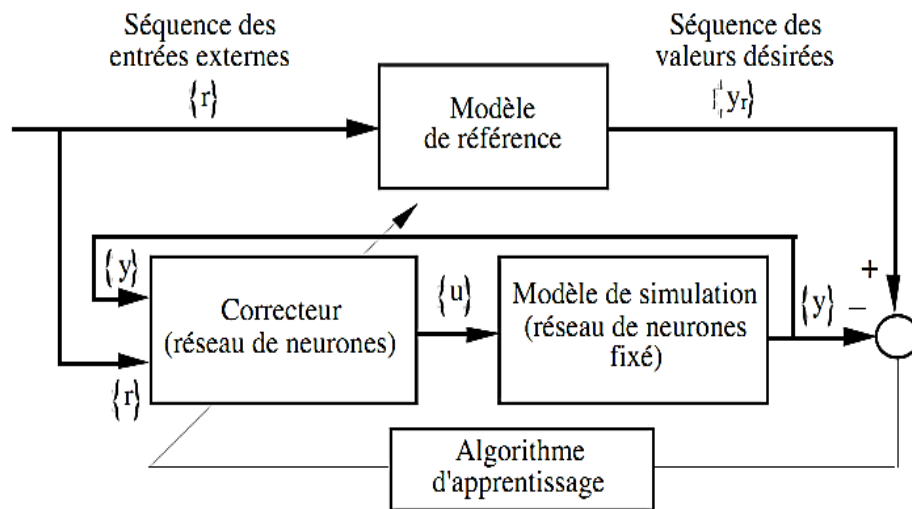 Séquence des
entrées externes
{r}
Séquence des
valeurs désirées
{yr}
Modèle
de référence
{y}
{r}
Correcteur
(réseau de neurones)
{u}
Modèle de simulation
(réseau de neurones
fixé)
{y}
+
−
Algorithme
d'apprentissage